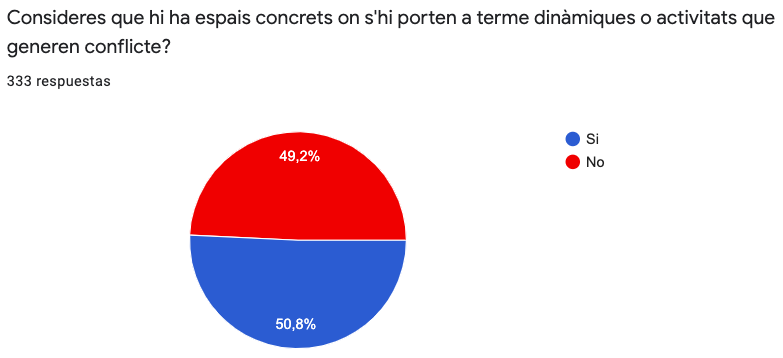 Consideres que hi ha espais concrets on s'hi porten a terme dinàmiques o activitats que
generen conflicte?
333 respuestas
Si
No
49,2%
50,8%